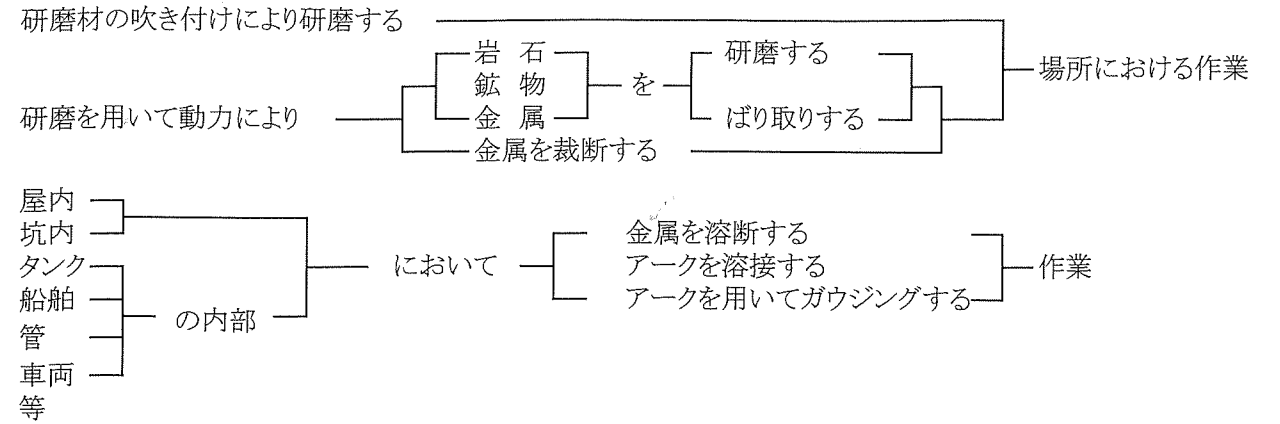 研磨材の吹き付けにより研磨する
岩 石
鉱 物
金 属
を
研磨する
ばり取りする
場所における作業
研磨を用いて動力により
金属を裁断する
屋内
坑内
タンク
船舶
管
車両
等
の内部
において
金属を溶断する
アークを溶接する
アークを用いてガウジングする
作業